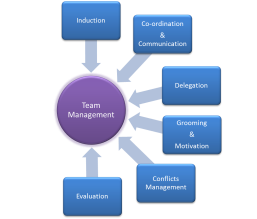 Induction
Co-ordination
&
Communication
Delegation
Team
Management
Grooming
&
Motivation
Conflicts
Management
Evaluation